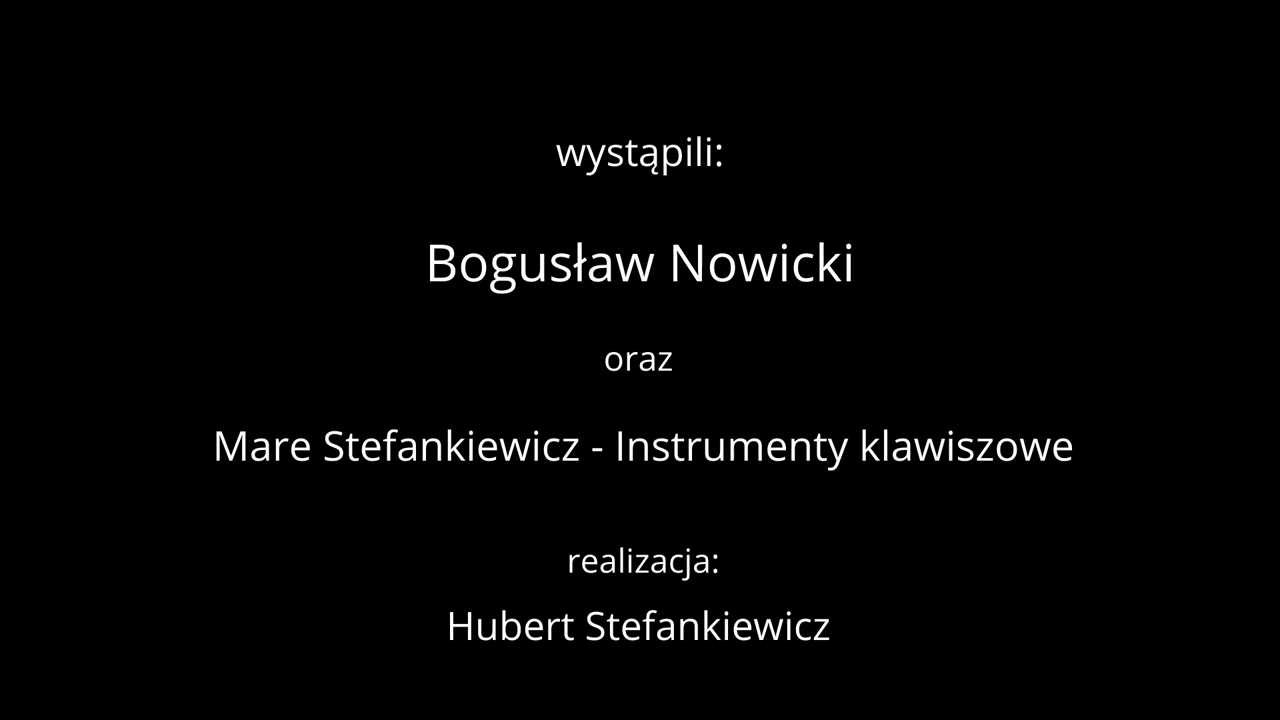 wystąpili:
Bogusław Nowicki
oraz
Mare Stefankiewicz - Instrumenty klawiszowe
realizacja:
Hubert Stefankiewicz